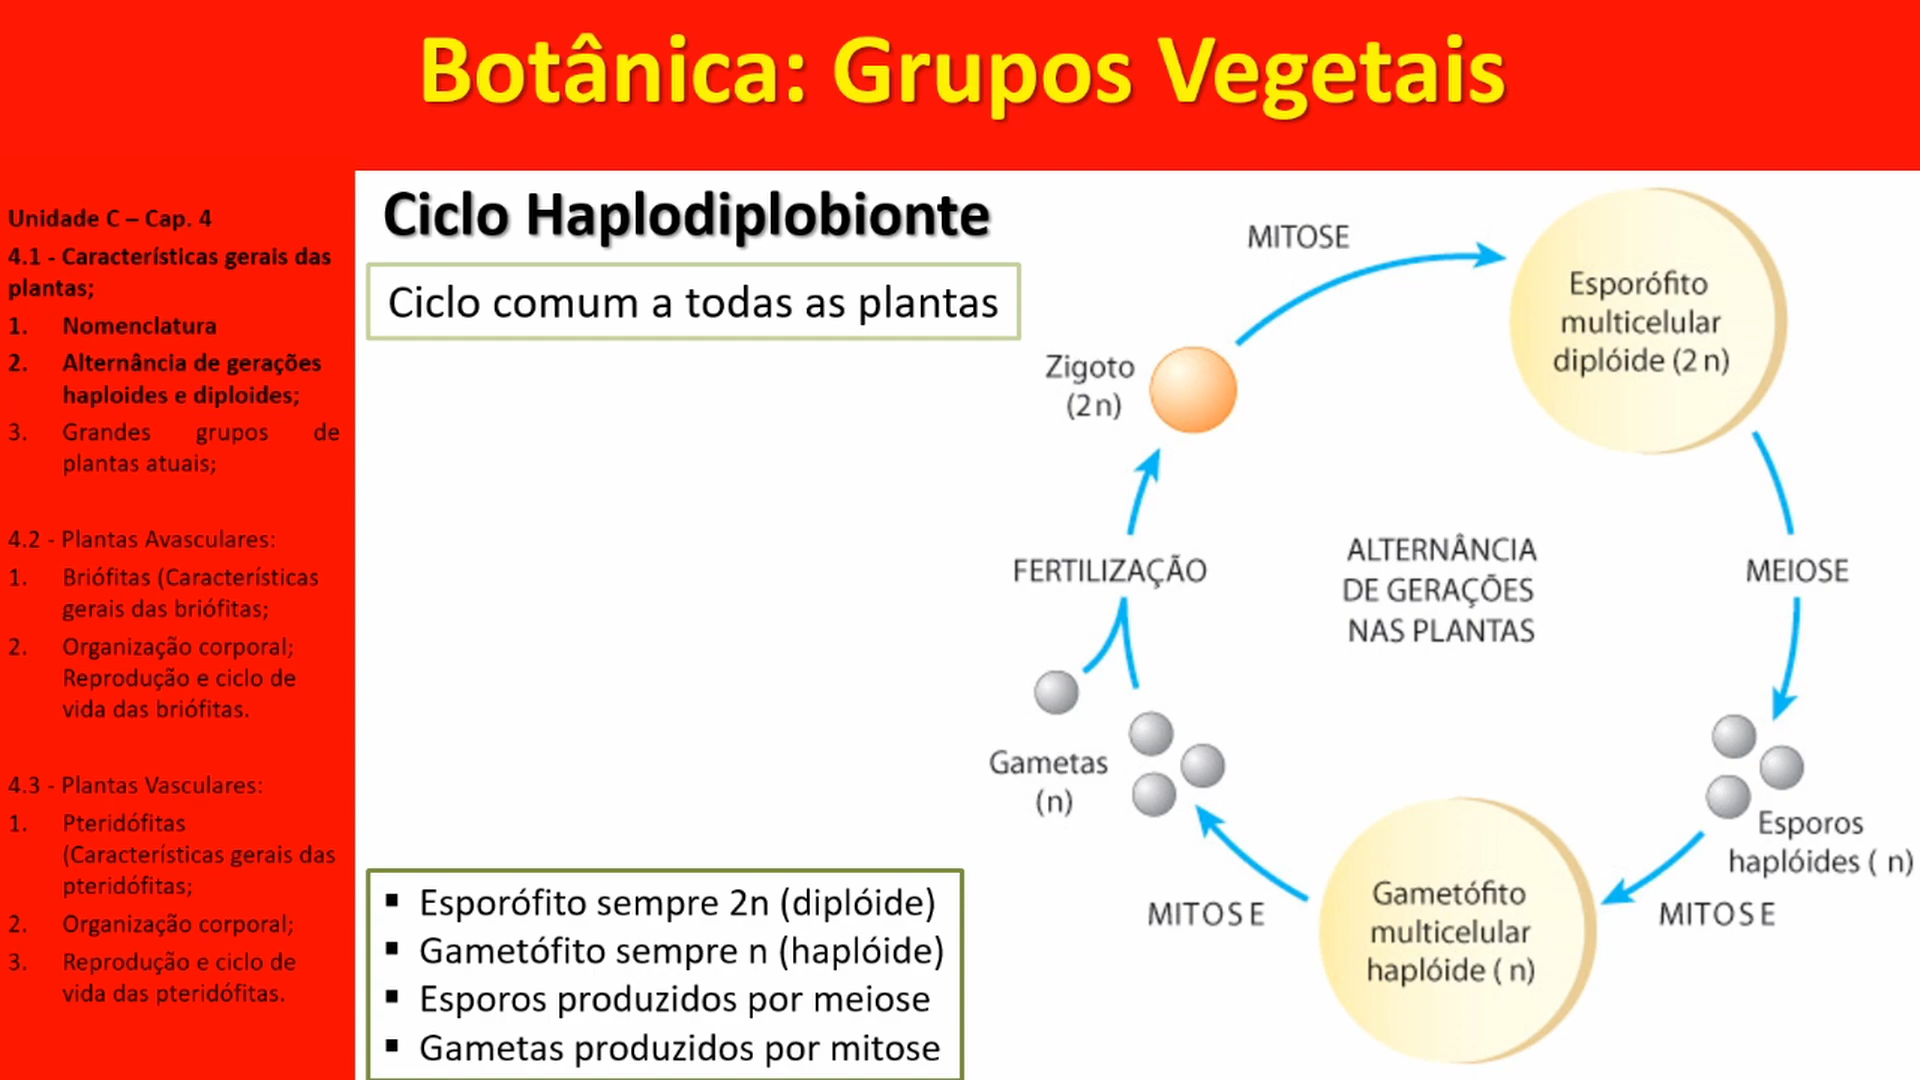 Botânica: Grupos Vegetais
Unidade C – Cap. 4
4.1 - Características gerais das
plantas;
1. Nomenclatura
2. Alternância de gerações
haploides e diploides;
3. Grandes grupos de
plantas atuais;
4.2 - Plantas Avasculares:
1. Briófitas (Características
gerais das briófitas;
2. Organização corporal;
Reprodução e ciclo de
vida das briófitas.
4.3 - Plantas Vasculares:
1. Pteridófitas
(Características gerais das
pteridófitas;
2. Organização corporal;
3. Reprodução e ciclo de
vida das pteridófitas.
Ciclo Haplodiplobionte
Ciclo comum a todas as plantas
▪ Esporófito sempre 2n (diplóide)
▪ Gametófito sempre n (haplóide)
▪ Esporos produzidos por meiose
▪ Gametas produzidos por mitose
MITOSE
Esporófito
multicelular
diplóide (2 n)
Zigoto
(2 n)
FERTILIZAÇÃO
ALTERNÂNCIA
DE GERAÇÕES
NAS PLANTAS
MEIOSE
Gametas
(n)
Esporos
haplóides ( n)
MITOSE
Gametófito
multicelular
haplóide ( n)
MITOSE